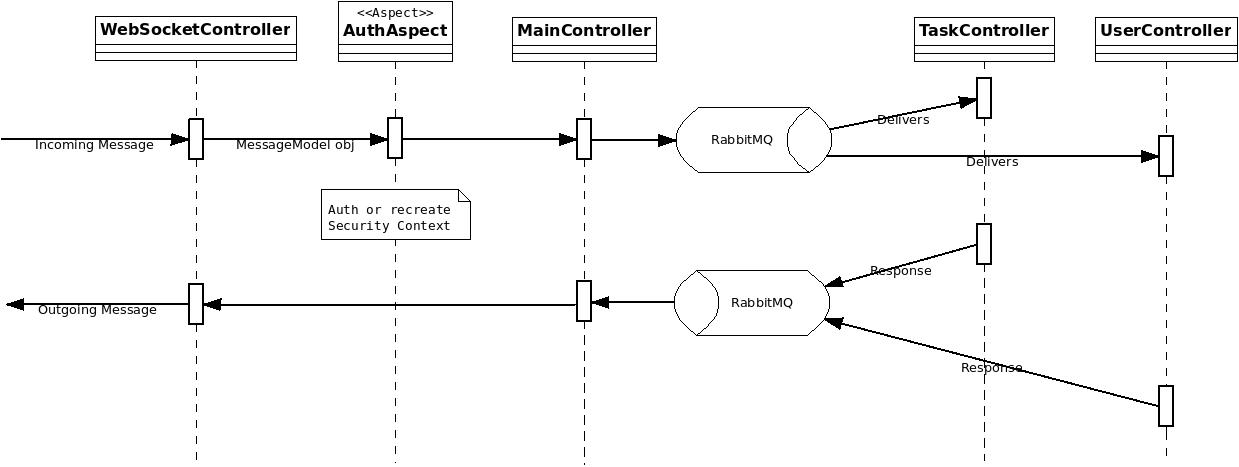 <<Aspect>>
WebSocketController
AuthAspect
MainController
TaskController
UserController
Incoming Message
MessageModel obj
RabbitMQ
Delivers
Delivers
Auth or recreate
Security Context
Response
RabbitMQ
Outgoing Message
Response